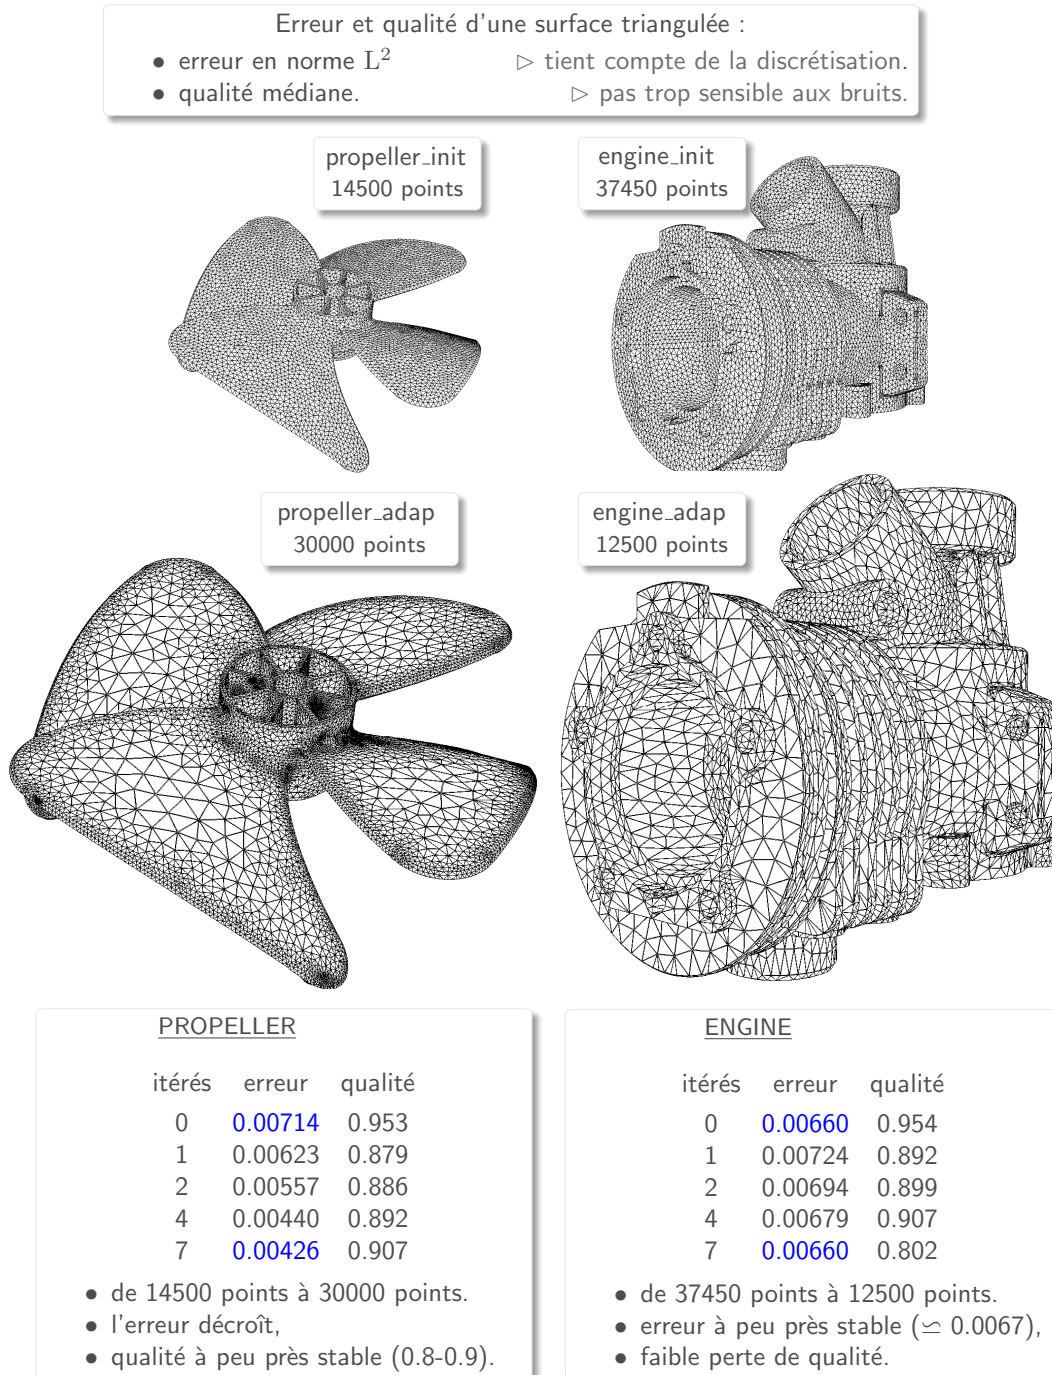 Erreur et qualité d'une surface triangulée :
• erreur en norme L² ▷ tient compte de la discrétisation.
• qualité médiane. ▷ pas trop sensible aux bruits.
propeller_init
14500 points
engine_init
37450 points
propeller_adap
30000 points
engine_adap
12500 points
PROPELLER
itérés erreur qualité
0 0.00714 0.953
1 0.00623 0.879
2 0.00557 0.886
4 0.00440 0.892
7 0.00426 0.907
• de 14500 points à 30000 points.
• l'erreur décroît,
• qualité à peu près stable (0.8-0.9).
ENGINE
itérés erreur qualité
0 0.00660 0.954
1 0.00724 0.892
2 0.00694 0.899
4 0.00679 0.907
7 0.00660 0.802
• de 37450 points à 12500 points.
• erreur à peu près stable (≌ 0.0067),
• faible perte de qualité.